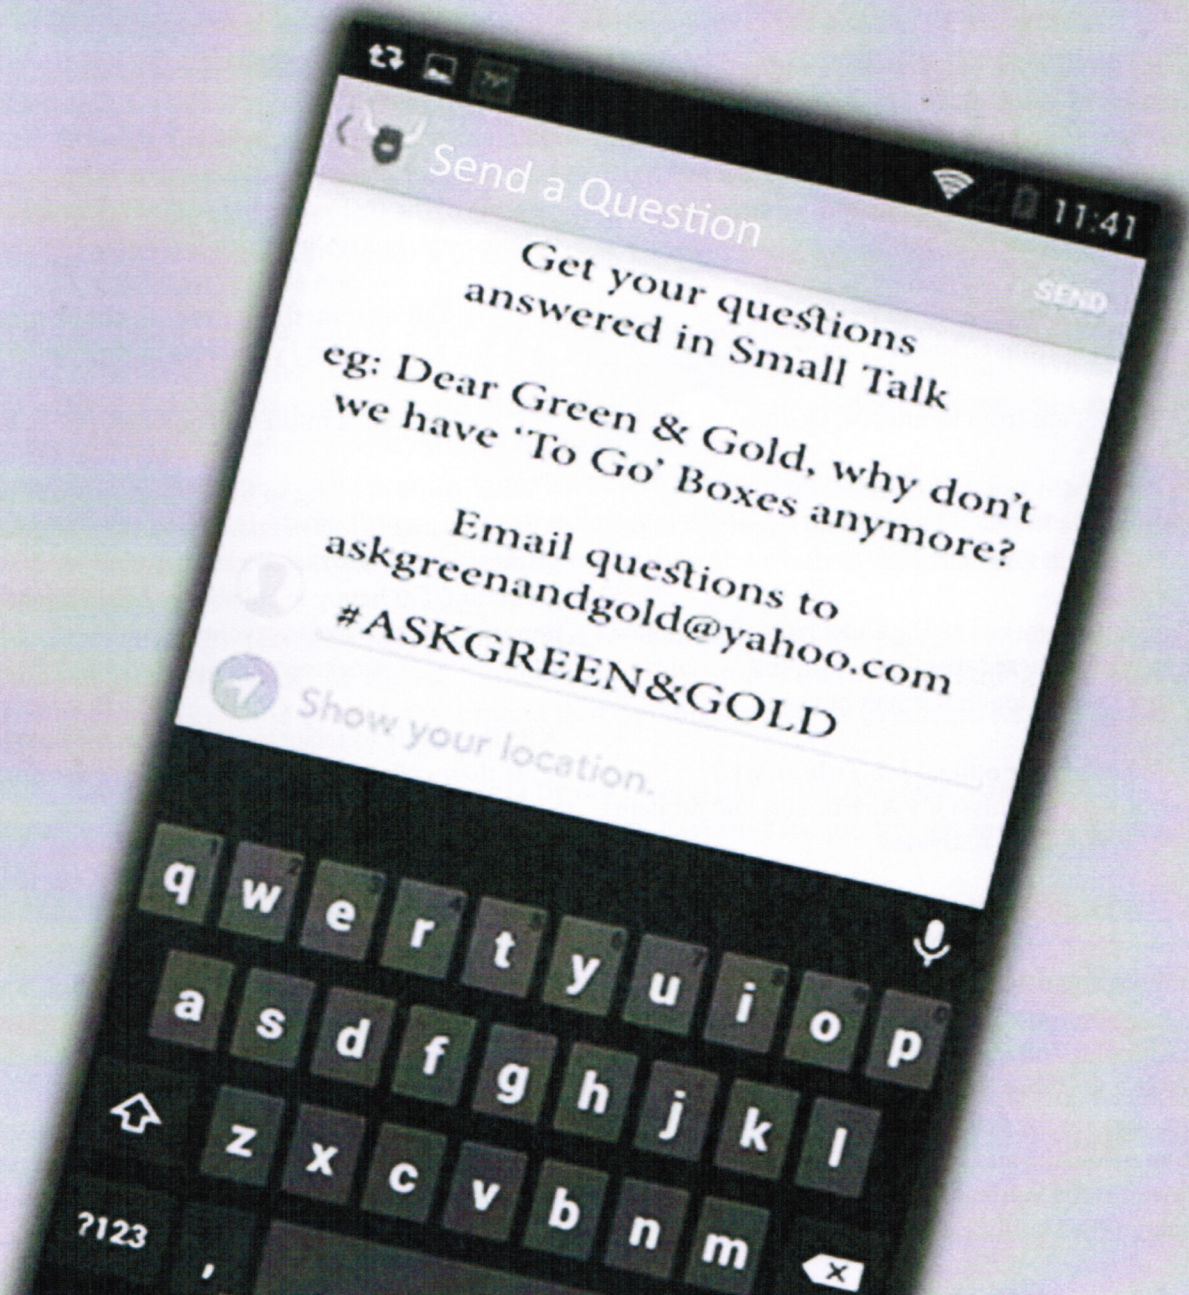 11:41
Send a Question
SEND
Get your questions
answered in Small Talk
eg: Dear Green & Gold, why don't
we have 'To Go' Boxes anymore?
Email questions to
askgreenandgold@yahoo.com
#ASKGREEN&GOLD
Show your location.
q w e r t y u i o p
a s d f g h j k l
z x c v b n m
?123 ,